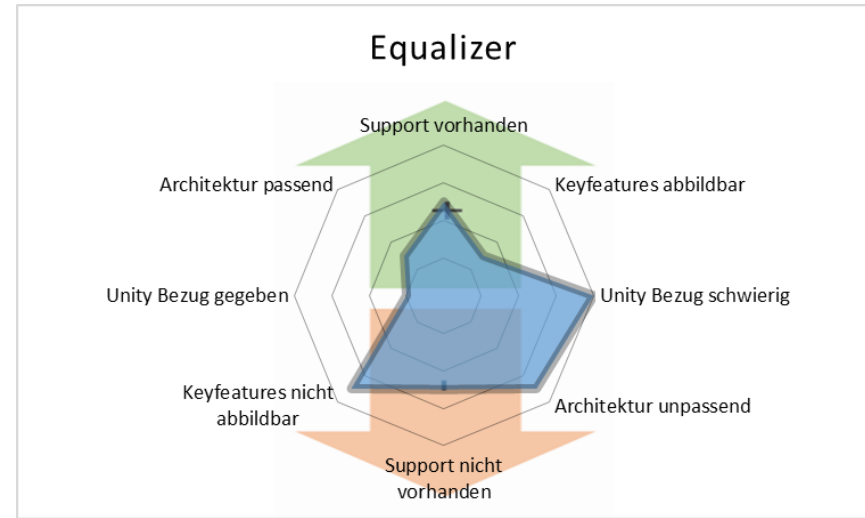 Equalizer
Support vorhanden
Architektur passend
Keyfeatures abbildbar
Unity Bezug gegeben
Unity Bezug schwierig
Keyfeatures nicht
abbildbar
Architektur unpassend
Support nicht
vorhanden